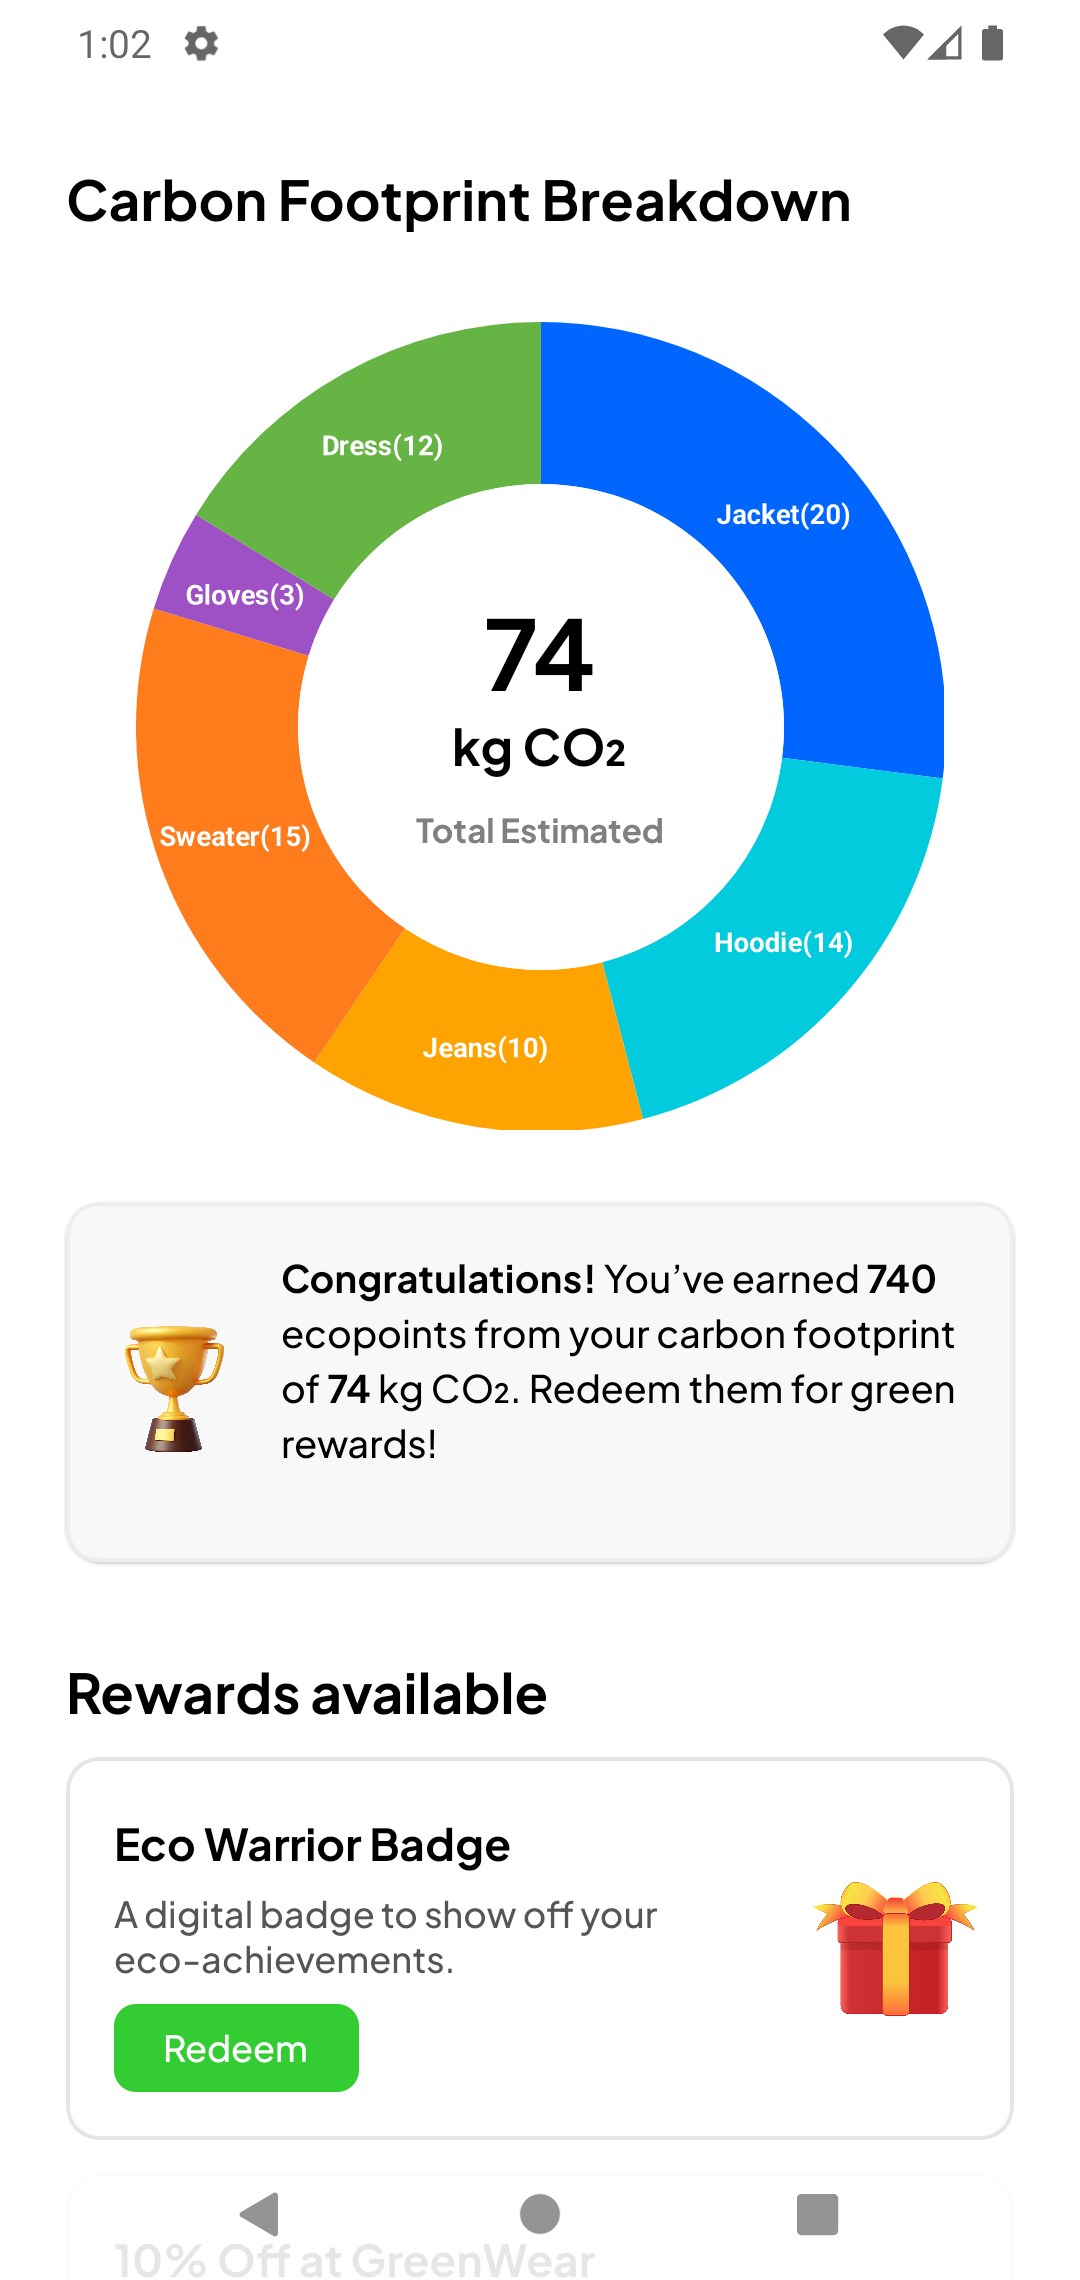 1:02
Carbon Footprint Breakdown
Dress(12)
Jacket(20)
Gloves(3)
74
kg CO₂
Total Estimated
Sweater(15)
Hoodie(14)
Jeans(10)
Congratulations! You’ve earned 740
ecopoints from your carbon footprint
of 74 kg CO₂. Redeem them for green
rewards!
Rewards available
Eco Warrior Badge
A digital badge to show off your
eco-achievements.
Redeem
10% Off at GreenWear